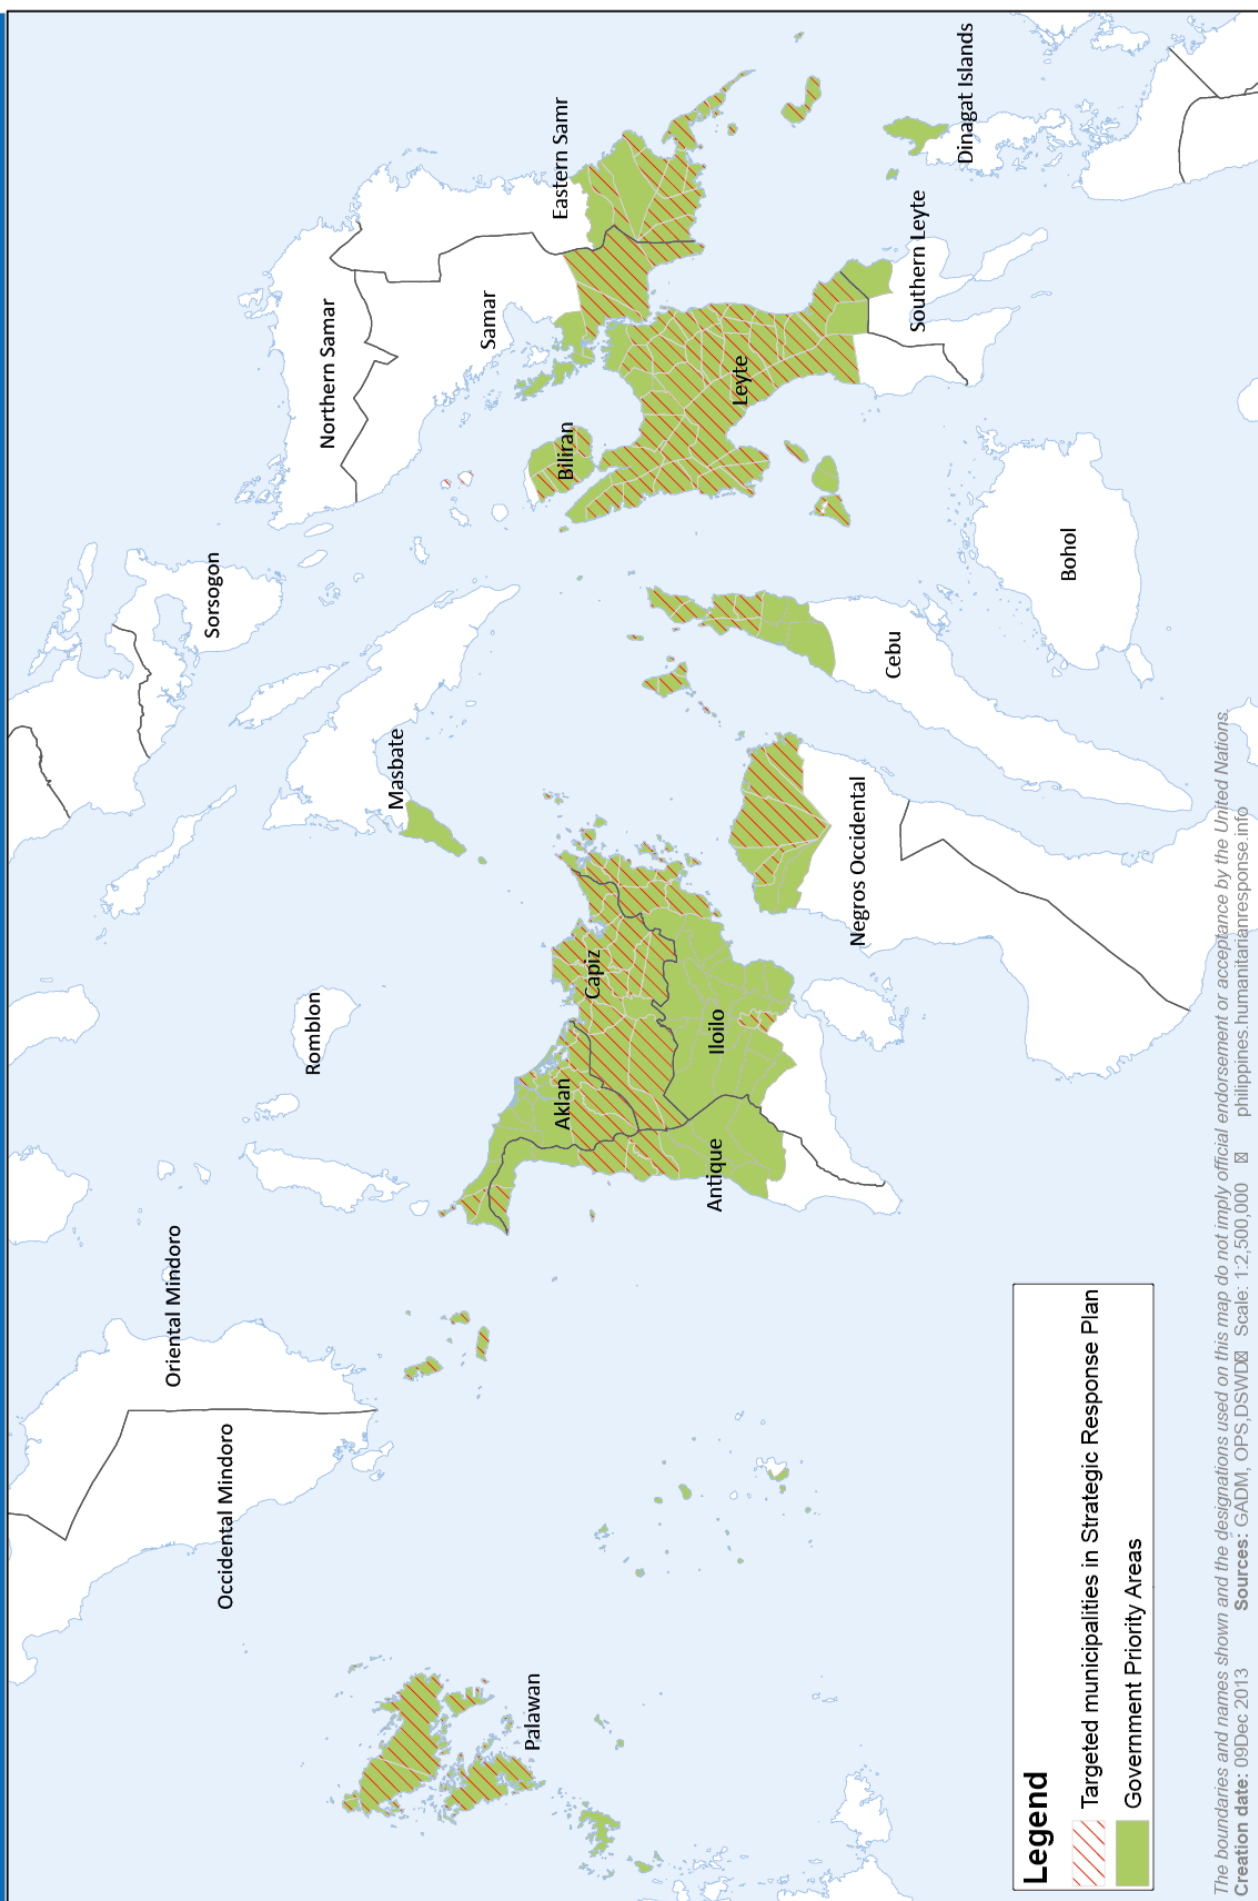 Northern Samar
Samar
Eastern Samr
Sorsogon
Masbate
Biliran
Leyte
Southern Leyte
Dinagat Islands
Romblon
Oriental Mindoro
Occidental Mindoro
Capiz
Aklan
Iloilo
Antique
Negros Occidental
Cebu
Bohol
Palawan
Legend
Targeted municipalities in Strategic Response Plan
Government Priority Areas
The boundaries and names shown and the designations used on this map do not imply official endorsement or acceptance by the United Nations.
Creation date: 09Dec 2013 Sources: GADM, OPS,DSWD Scale: 1:2,500,000 philippines.humanitarianresponse.info